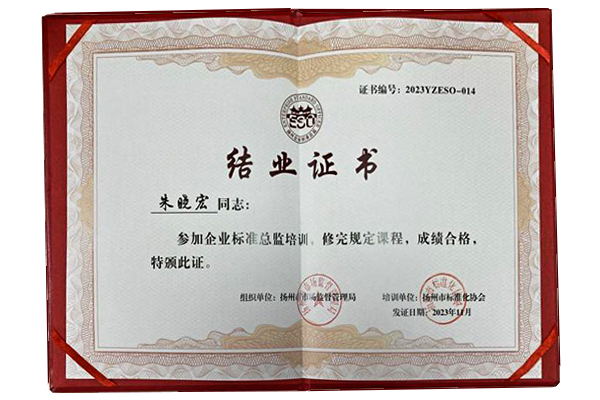 证书编号：2023YZESO-014
ENTERPRISE STANDARD OFFICER
ESO
结业证书
朱晓宏同志：
参加企业标准总监培训，修完规定课程，成绩合格，
特颁此证。
组织单位：扬州市市场监督管理局
培训单位：扬州市标准化协会
发证日期：2023年11月